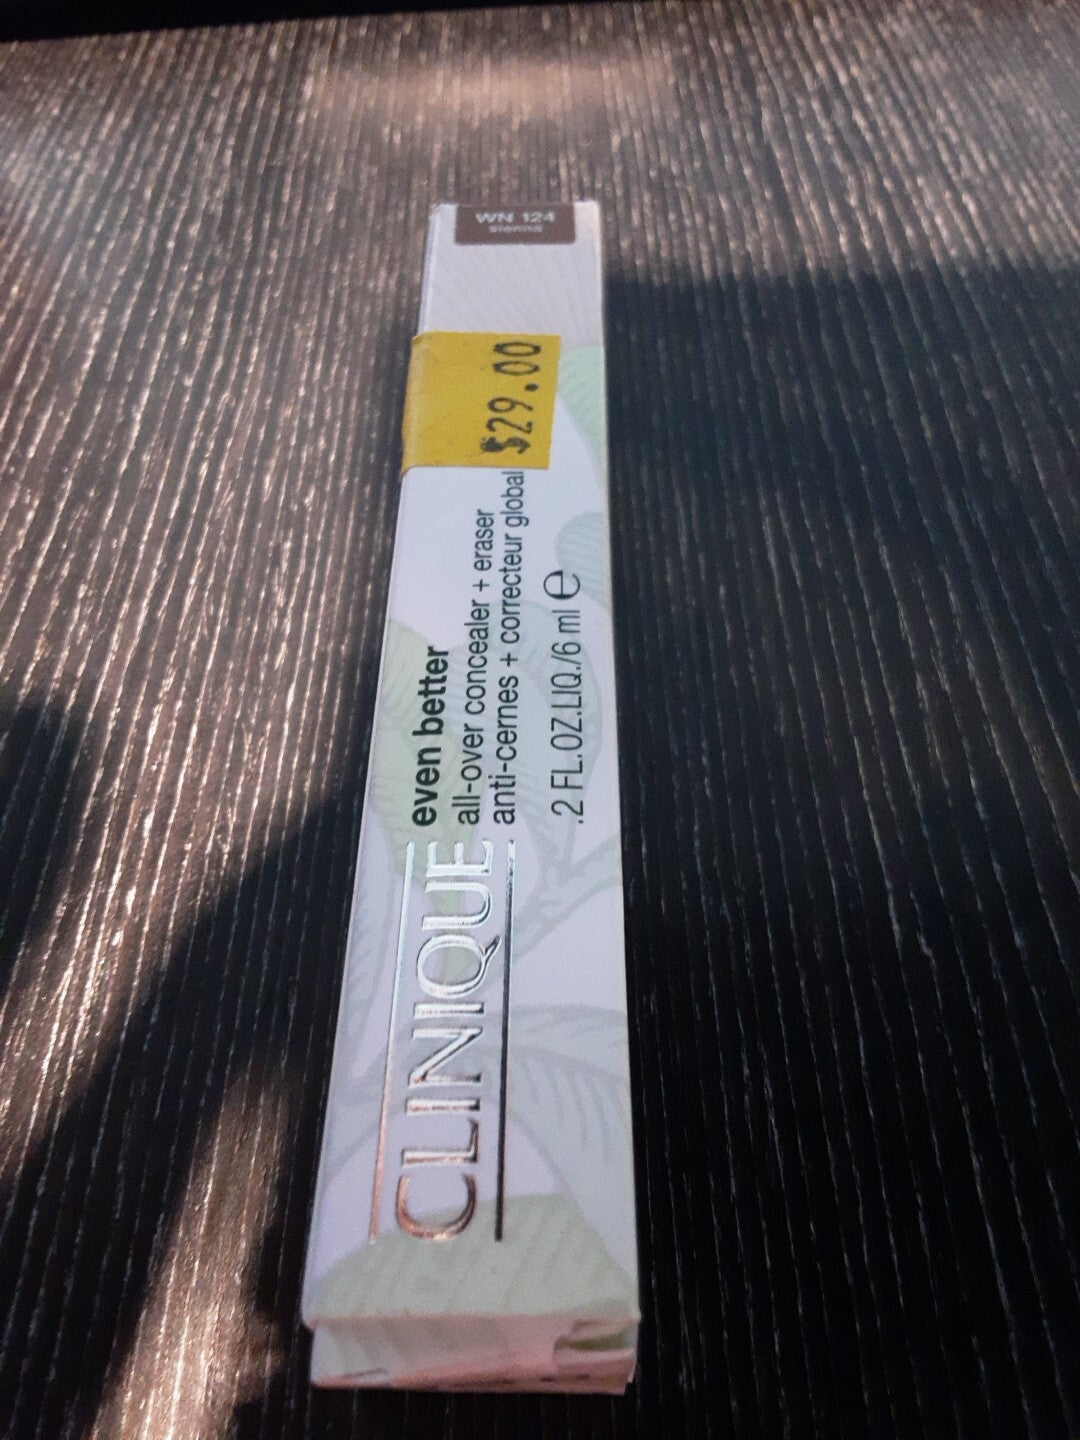 WN 124
sienna
$29.00
CLINIQUE
even better
all-over concealer + eraser
anti-cernes + correcteur global
.2 FL.OZ.LIQ./6 ml ℮